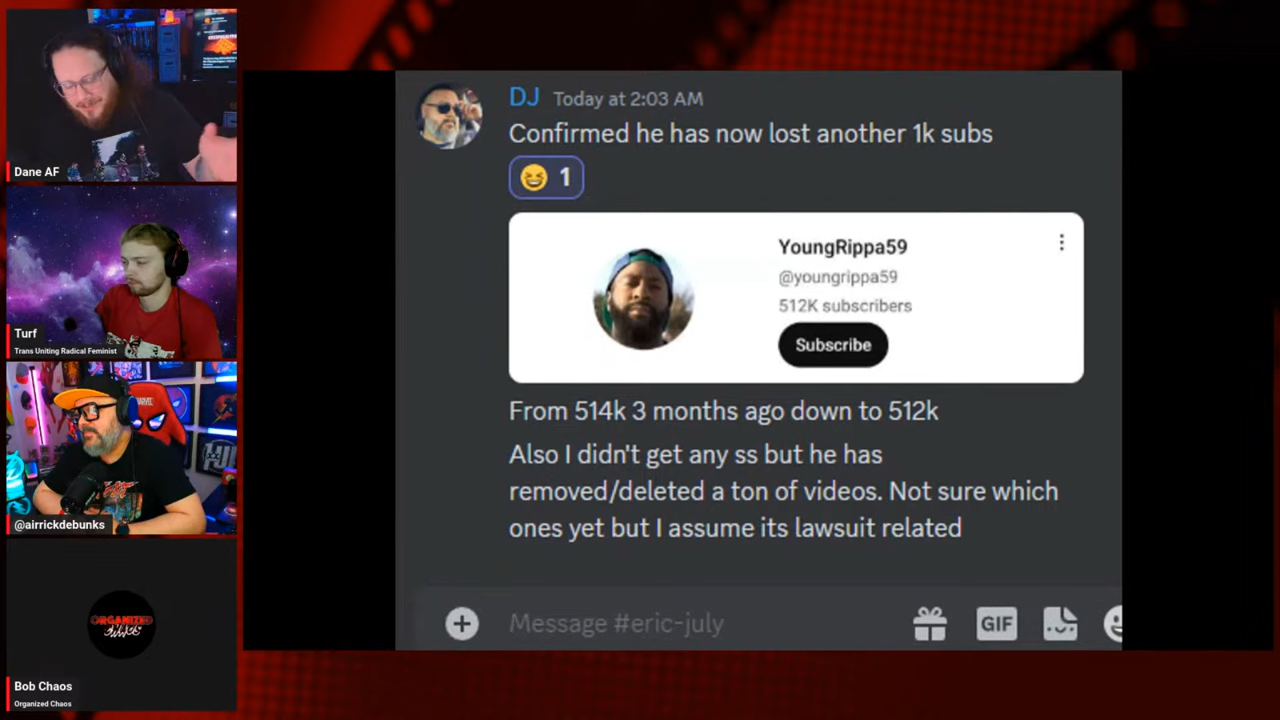 Dane AF
Turf
Trans Uniting Radical Feminist
MARVEL
@airrickdebunks
ORGANIZED
CHAOS
Bob Chaos
Organized Chaos
DJ Today at 2:03 AM
Confirmed he has now lost another 1k subs
1
YoungRippa59
@youngrippa59
512K subscribers
Subscribe
From 514k 3 months ago down to 512k
Also I didn't get any ss but he has
removed/deleted a ton of videos. Not sure which
ones yet but I assume its lawsuit related
Message #eric-july
GIF